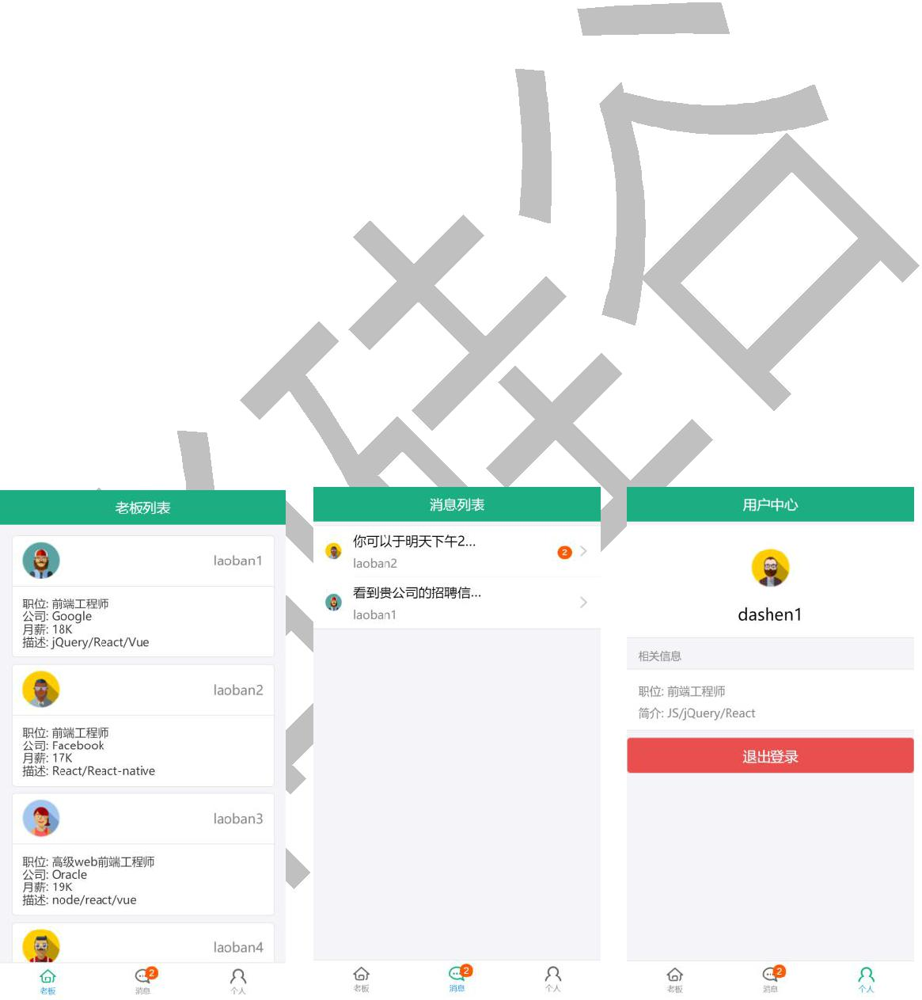 老板列表
laoban1
职位: 前端工程师
公司: Google
月薪: 18K
描述: jQuery/React/Vue
laoban2
职位: 前端工程师
公司: Facebook
月薪: 17K
描述: React/React-native
laoban3
职位: 高级web前端工程师
公司: Oracle
月薪: 19K
描述: node/react/vue
laoban4
老板
2
消息
个人
消息列表
你可以于明天下午2...
laoban2
2
看到贵公司的招聘信...
laoban1
老板
2
消息
个人
用户中心
dashen1
相关信息
职位: 前端工程师
简介: JS/jQuery/React
退出登录
老板
2
消息
个人